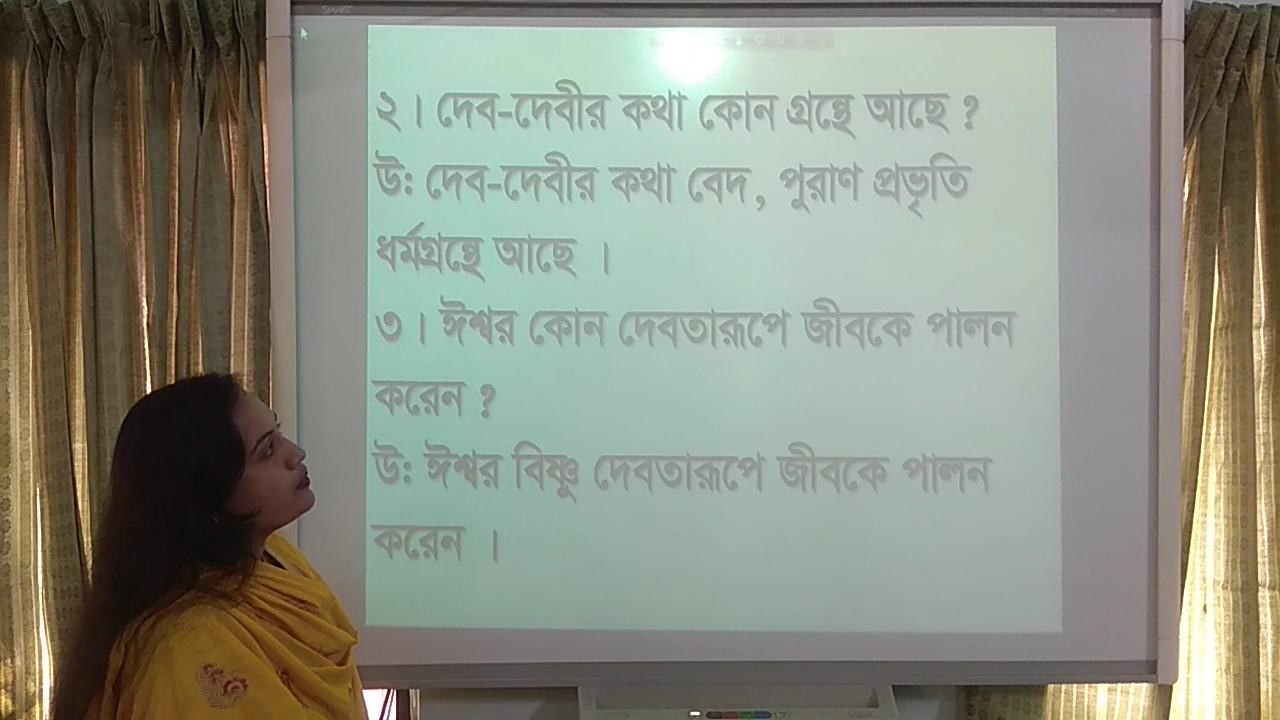 ২। দেব-দেবীর কথা কোন গ্রন্থে আছে ?
উঃ দেব-দেবীর কথা বেদ, পুরাণ প্রভৃতি
ধর্মগ্রন্থে আছে ।
৩। ঈশ্বর কোন দেবতারূপে জীবকে পালন
করেন ?
উঃ ঈশ্বর বিষ্ণু দেবতারূপে জীবকে পালন
করেন ।